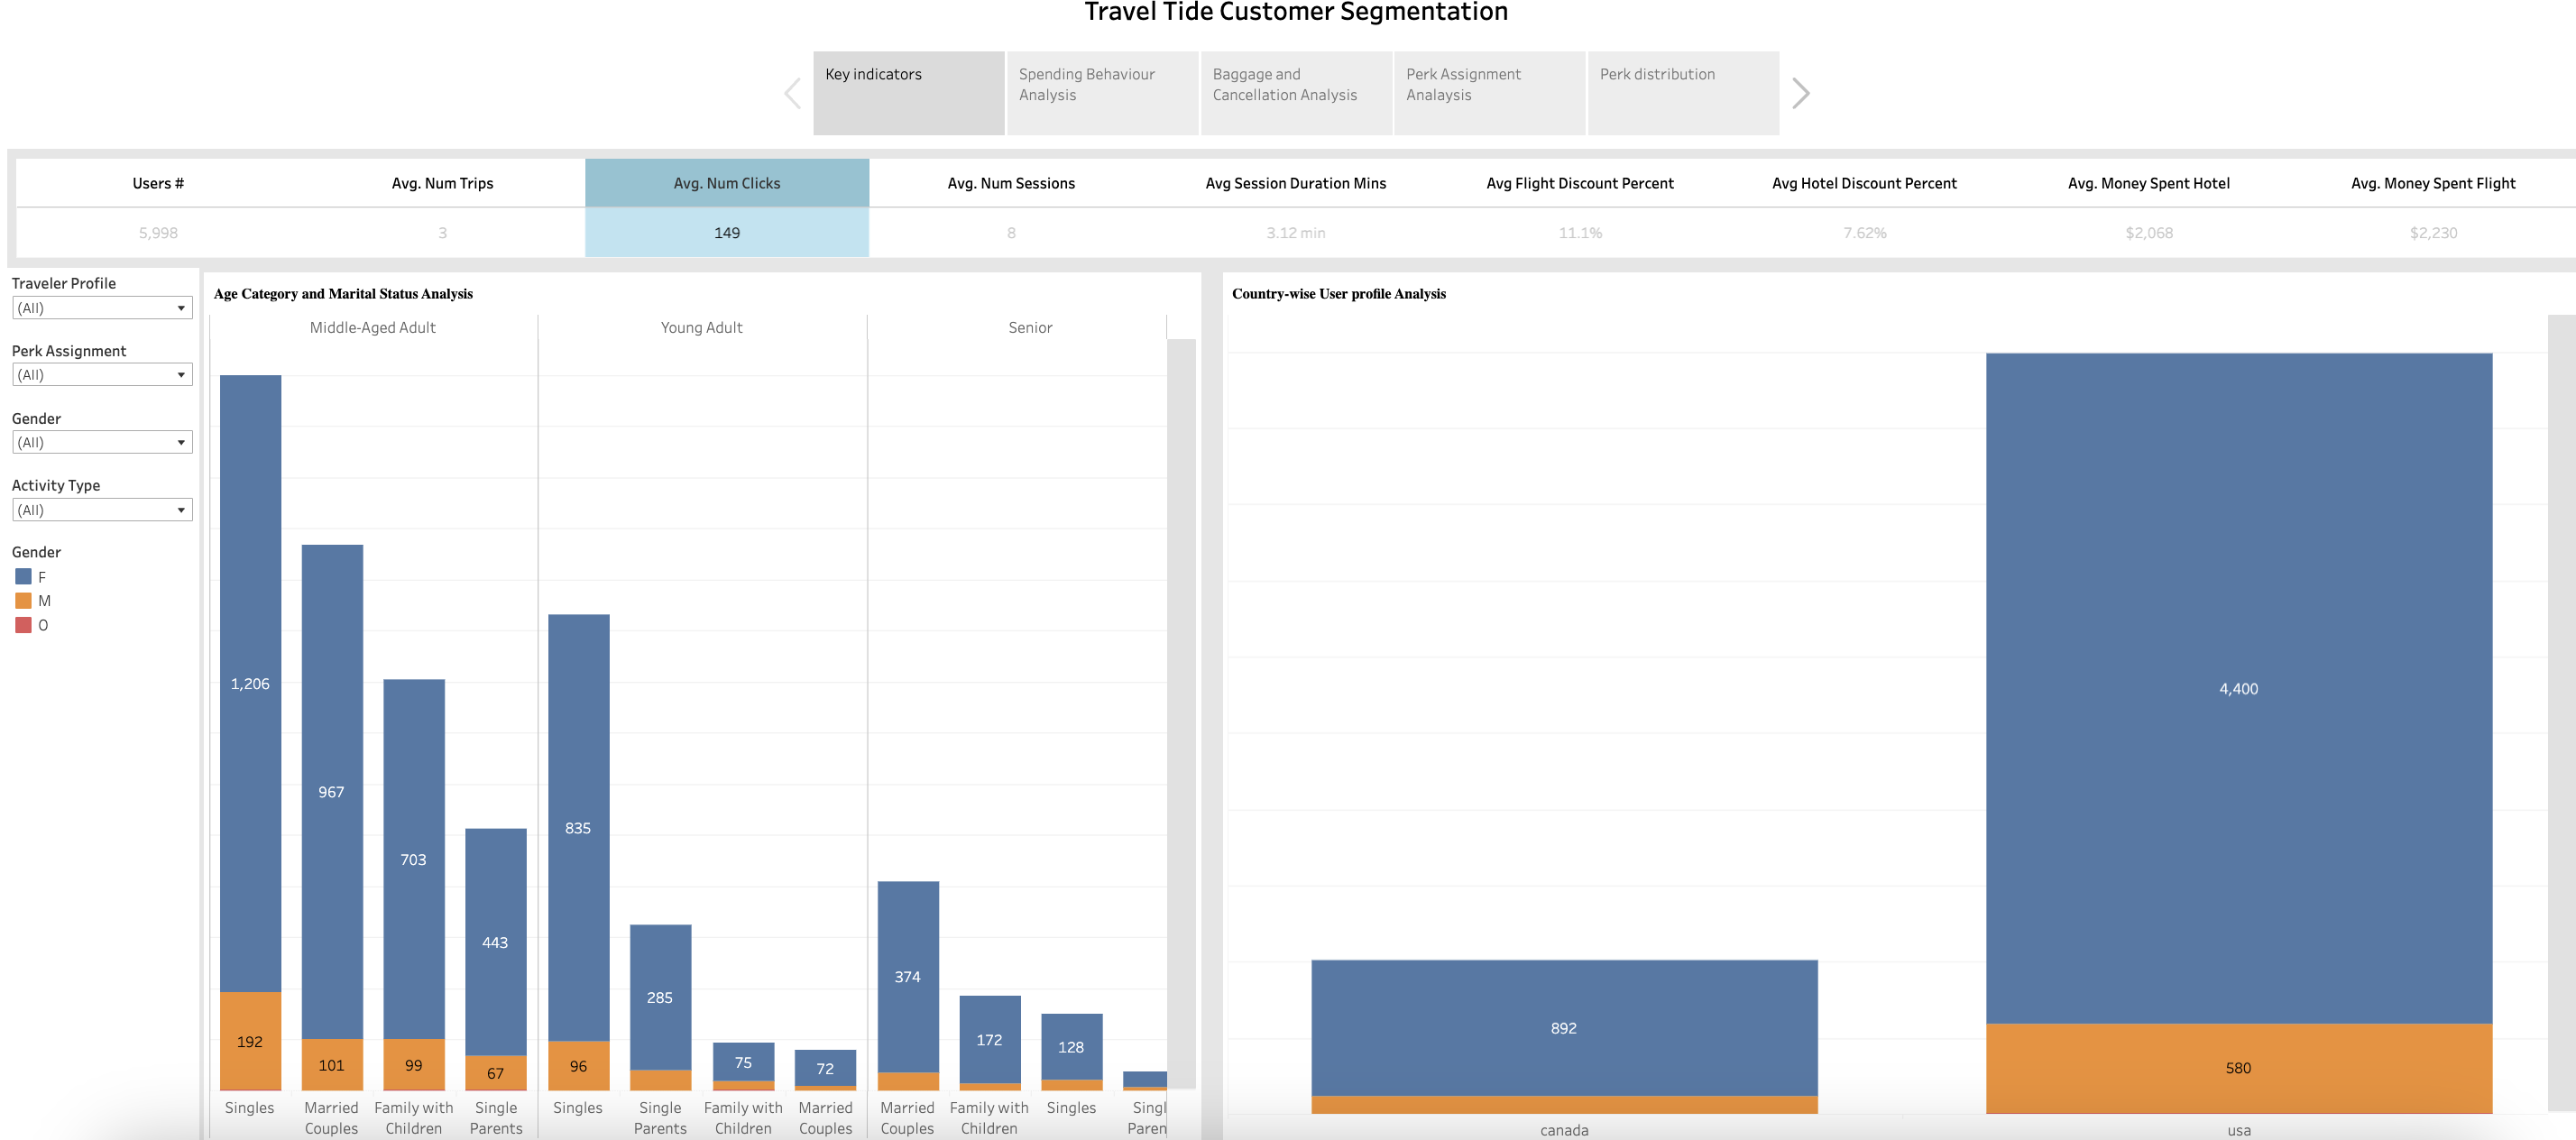 Travel Tide Customer Segmentation
Key indicators
Spending Behaviour
Analysis
Baggage and
Cancellation Analysis
Perk Assignment
Analaysis
Perk distribution
Users #
Avg. Num Trips
Avg. Num Clicks
Avg. Num Sessions
Avg Session Duration Mins
Avg Flight Discount Percent
Avg Hotel Discount Percent
Avg. Money Spent Hotel
Avg. Money Spent Flight
5,998
3
149
8
3.12 min
11.1%
7.62%
$2,068
$2,230
Traveler Profile
(All)
Perk Assignment
(All)
Gender
(All)
Activity Type
(All)
Gender
F
M
O
Age Category and Marital Status Analysis
Middle-Aged Adult
Young Adult
Senior
1,206
192
967
101
703
99
443
67
835
96
285
75
72
374
172
128
Singles
Married
Couples
Family with
Children
Single
Parents
Singles
Single
Parents
Family with
Children
Married
Couples
Married
Couples
Family with
Children
Singles
Singl
Paren
Country-wise User profile Analysis
892
4,400
580
canada
usa